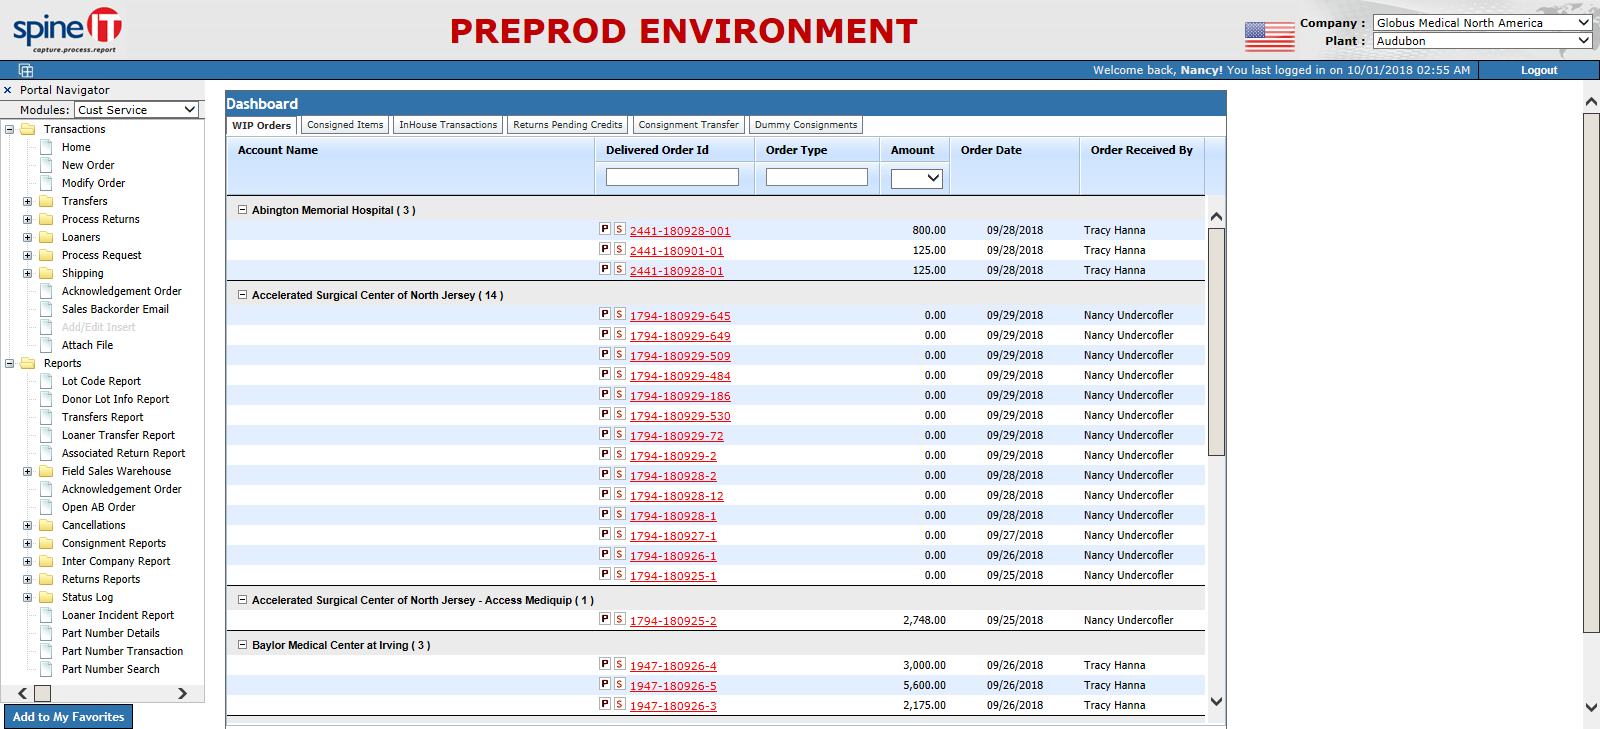 spine IT
capture.process.report
PREPROD ENVIRONMENT
Company : Globus Medical North America
Plant : Audubon
Welcome back, Nancy! You last logged in on 10/01/2018 02:55 AM
Logout
x Portal Navigator
Modules: Cust Service
Transactions
Home
New Order
Modify Order
Transfers
Process Returns
Loaners
Process Request
Shipping
Acknowledgement Order
Sales Backorder Email
Add/Edit Insert
Attach File
Reports
Lot Code Report
Donor Lot Info Report
Transfers Report
Loaner Transfer Report
Associated Return Report
Field Sales Warehouse
Acknowledgement Order
Open AB Order
Cancellations
Consignment Reports
Inter Company Report
Returns Reports
Status Log
Loaner Incident Report
Part Number Details
Part Number Transaction
Part Number Search
Add to My Favorites
Dashboard
WIP Orders Consigned Items InHouse Transactions Returns Pending Credits Consignment Transfer Dummy Consignments
Account Name Delivered Order Id Order Type Amount Order Date Order Received By
Abington Memorial Hospital ( 3 )
P S 2441-180928-001 800.00 09/28/2018 Tracy Hanna
P S 2441-180901-01 125.00 09/28/2018 Tracy Hanna
P S 2441-180928-01 125.00 09/28/2018 Tracy Hanna
Accelerated Surgical Center of North Jersey ( 14 )
P S 1794-180929-645 0.00 09/29/2018 Nancy Undercofler
P S 1794-180929-649 0.00 09/29/2018 Nancy Undercofler
P S 1794-180929-509 0.00 09/29/2018 Nancy Undercofler
P S 1794-180929-484 0.00 09/29/2018 Nancy Undercofler
P S 1794-180929-186 0.00 09/29/2018 Nancy Undercofler
P S 1794-180929-530 0.00 09/29/2018 Nancy Undercofler
P S 1794-180929-72 0.00 09/29/2018 Nancy Undercofler
P S 1794-180929-2 0.00 09/29/2018 Nancy Undercofler
P S 1794-180928-2 0.00 09/28/2018 Nancy Undercofler
P S 1794-180928-12 0.00 09/28/2018 Nancy Undercofler
P S 1794-180928-1 0.00 09/28/2018 Nancy Undercofler
P S 1794-180927-1 0.00 09/27/2018 Nancy Undercofler
P S 1794-180926-1 0.00 09/26/2018 Nancy Undercofler
P S 1794-180925-1 0.00 09/25/2018 Nancy Undercofler
Accelerated Surgical Center of North Jersey - Access Mediquip ( 1 )
P S 1794-180925-2 2,748.00 09/25/2018 Nancy Undercofler
Baylor Medical Center at Irving ( 3 )
P S 1947-180926-4 3,000.00 09/26/2018 Tracy Hanna
P S 1947-180926-5 5,600.00 09/26/2018 Tracy Hanna
P S 1947-180926-3 2,175.00 09/26/2018 Tracy Hanna